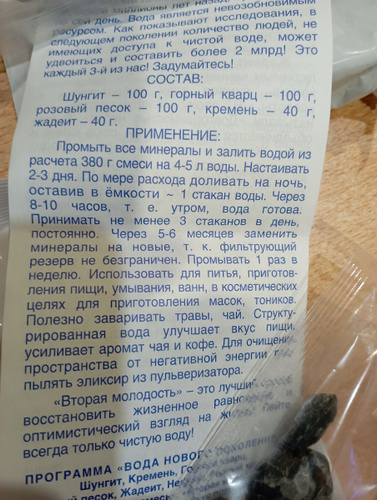 миллионы лет назад
день. Вода является невозобновимым
ресурсом. Как показывают исследования, в
следующем поколении количество людей, не
имеющих доступа к чистой воде, может
удвоиться и составить более 2 млрд! Это
каждый 3-й из нас! Задумайтесь!
СОСТАВ:
Шунгит – 100 г, горный кварц – 100 г,
розовый песок – 100 г, кремень – 40 г,
жадеит – 40 г.
ПРИМЕНЕНИЕ:
Промыть все минералы и залить водой из
расчета 380 г смеси на 4-5 л воды. Настаивать
2-3 дня. По мере расхода доливать на ночь,
оставив в ёмкости ~ 1 стакан воды. Через
8-10 часов, т. е. утром, вода готова.
Принимать не менее 3 стаканов в день,
постоянно. Через 5-6 месяцев заменить
минералы на новые, т. к. фильтрующий
резерв не безграничен. Промывать 1 раз в
неделю. Использовать для питья, приготов-
ления пищи, умывания, ванн, в косметических
целях для приготовления масок, тоников.
Полезно заваривать травы, чай. Структу-
рированная вода улучшает вкус пищи,
усиливает аромат чая и кофе. Для очищения
пространства от негативной энергии
пылять эликсир из пульверизатора.
«Вторая молодость» – это лучший
восстановить жизненное
оптимистический взгляд на
всегда только чистую воду!
ПРОГРАММА «ВОДА НОВОГО ПОКОЛЕНИЯ
Шунгит, Кремень,
песок, Жадеит,